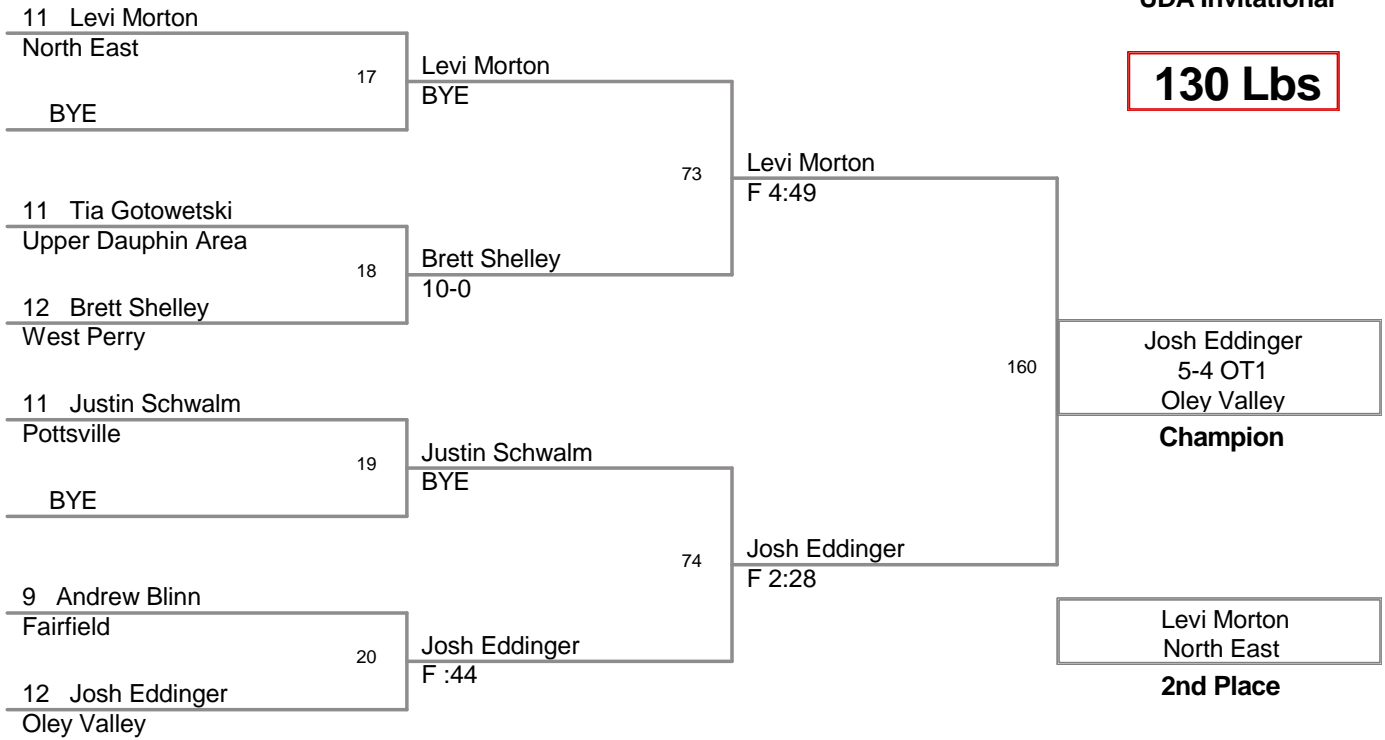 UDA Invitational
130 Lbs
11 Levi Morton
North East
17
BYE
Levi Morton
BYE
11 Tia Gotowetski
Upper Dauphin Area
18
12 Brett Shelley
West Perry
Brett Shelley
10-0
73
Levi Morton
F 4:49
11 Justin Schwalm
Pottsville
19
BYE
Justin Schwalm
BYE
9 Andrew Blinn
Fairfield
20
12 Josh Eddinger
Oley Valley
Josh Eddinger
F :44
74
Josh Eddinger
F 2:28
160
Josh Eddinger
5-4 OT1
Oley Valley
Champion
Levi Morton
North East
2nd Place